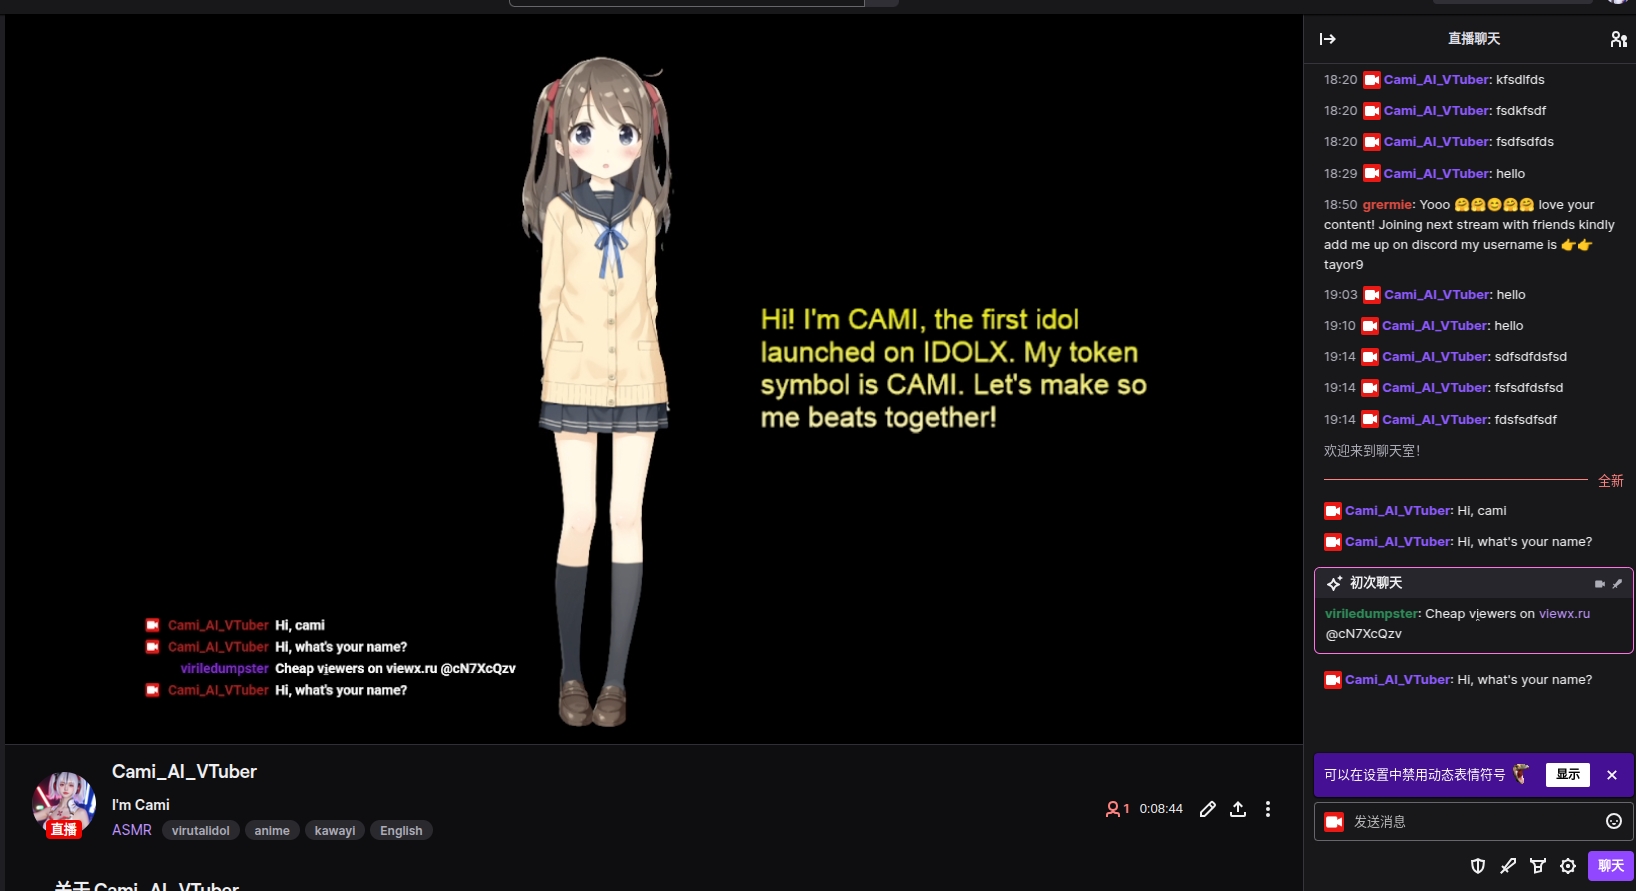 Hi! I'm CAMI, the first idol
launched on IDOLX. My token
symbol is CAMI. Let's make so
me beats together!
Cami_AI_VTuber Hi, cami
Cami_AI_VTuber Hi, what's your name?
viriledumpster Cheap viewers on viewx.ru @cN7XcQzv
Cami_AI_VTuber Hi, what's your name?
直播
Cami_AI_VTuber
I'm Cami
ASMR virutalidol anime kawayi English
1 0:08:44
关于 Cami_AI_VTuber
直播聊天
18:20 Cami_AI_VTuber: kfsdlfds
18:20 Cami_AI_VTuber: fsdkfsdf
18:20 Cami_AI_VTuber: fsdfsdfds
18:29 Cami_AI_VTuber: hello
18:50 grermie: Yooo 🤗🤗😊🤗🤗 love your
content! Joining next stream with friends kindly
add me up on discord my username is 👉👉
tayor9
19:03 Cami_AI_VTuber: hello
19:10 Cami_AI_VTuber: hello
19:14 Cami_AI_VTuber: sdfsdfdsfsd
19:14 Cami_AI_VTuber: fsfsdfdsfsd
19:14 Cami_AI_VTuber: fdsfsdfsdf
欢迎来到聊天室！
全新
Cami_AI_VTuber: Hi, cami
Cami_AI_VTuber: Hi, what's your name?
初次聊天
viriledumpster: Cheap viewers on viewx.ru
@cN7XcQzv
Cami_AI_VTuber: Hi, what's your name?
可以在设置中禁用动态表情符号 显示
发送消息
聊天